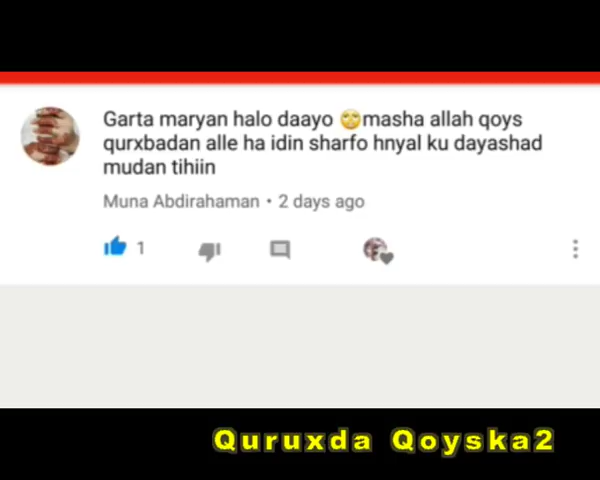 Garta maryan halo daayo 🙄masha allah qoys
qurxbadan alle ha idin sharfo hnyal ku dayashad
mudan tihiin
Muna Abdirahaman • 2 days ago
1
Quruxda Qoyska2